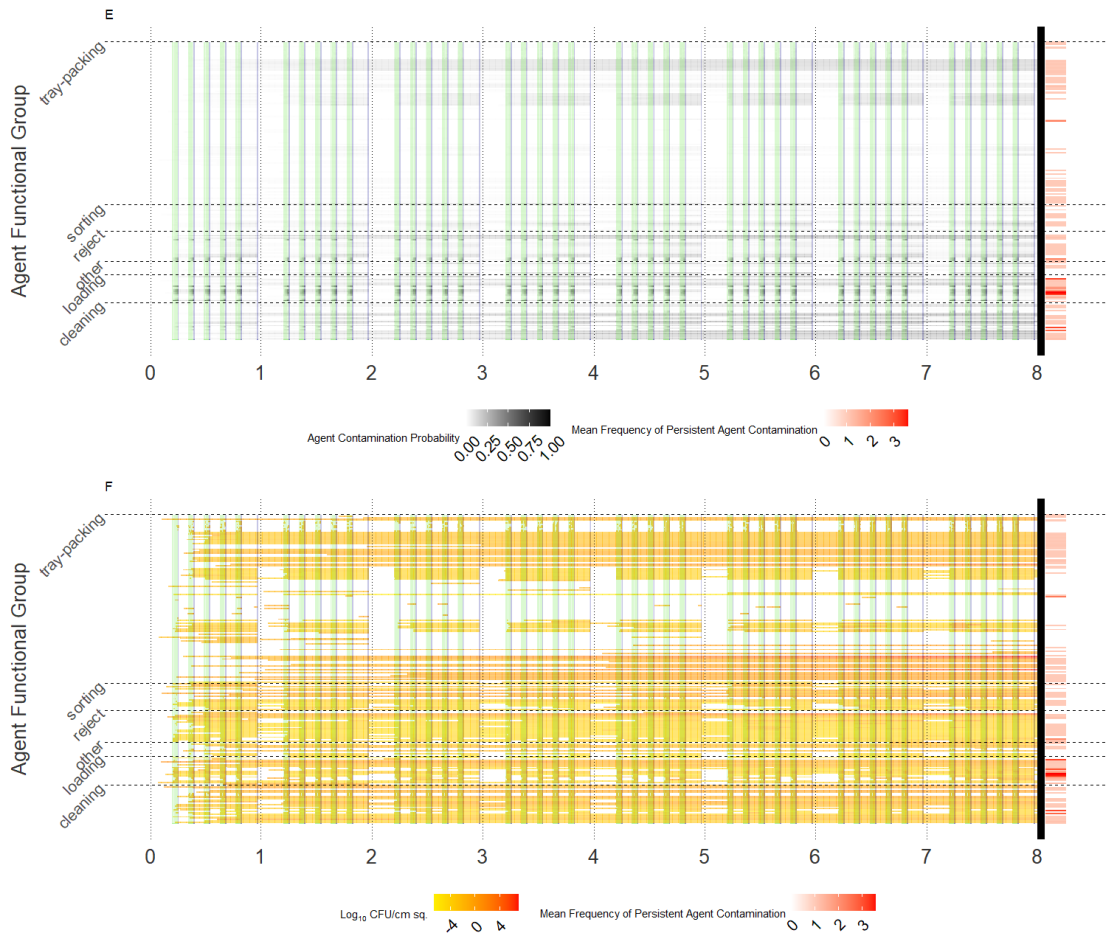 E
Agent Functional Group
tray-packing
sorting
reject
other
loading
cleaning
0 1 2 3 4 5 6 7 8
Agent Contamination Probability 0.00 0.25 0.50 0.75 1.00 Mean Frequency of Persistent Agent Contamination 0 1 2 3
F
Agent Functional Group
tray-packing
sorting
reject
other
loading
cleaning
0 1 2 3 4 5 6 7 8
Log₁₀ CFU/cm sq. -4 0 4 Mean Frequency of Persistent Agent Contamination 0 1 2 3